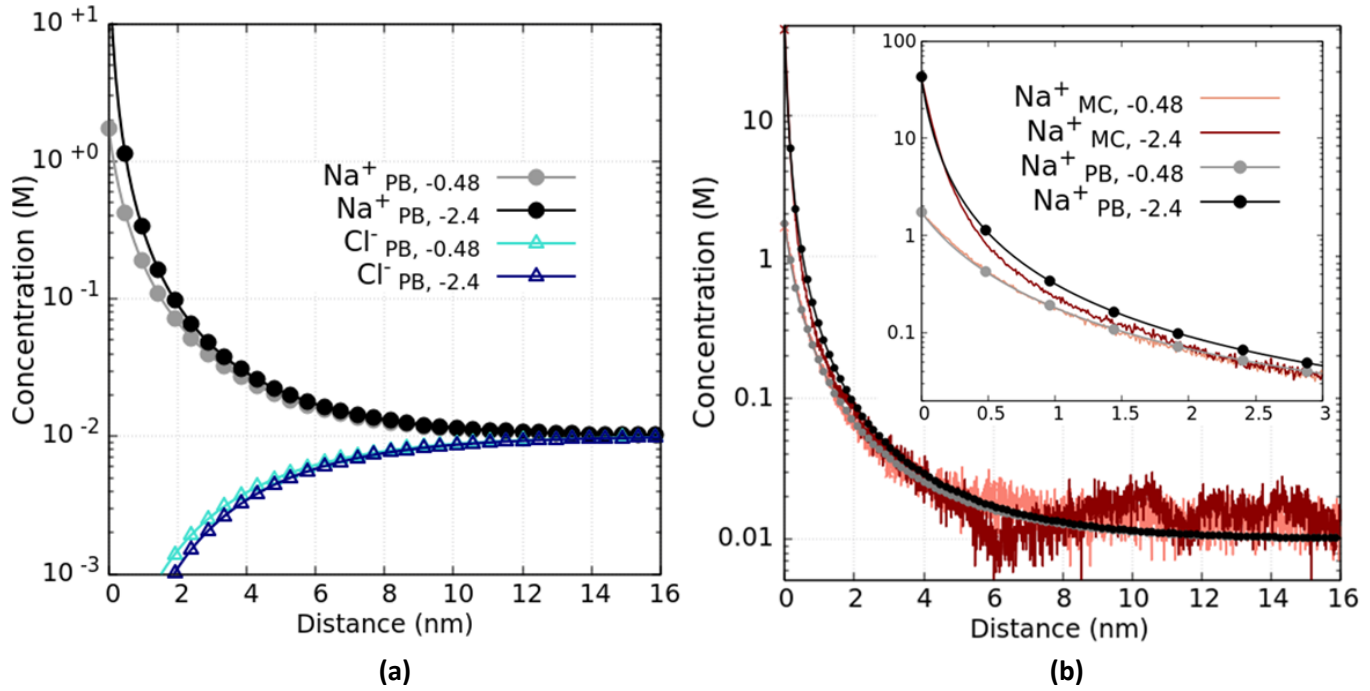 10 +1
10 +0
10 -1
10 -2
10 -3
Concentration (M)
0 2 4 6 8 10 12 14 16
Distance (nm)
Na+ PB, -0.48
Na+ PB, -2.4
Cl- PB, -0.48
Cl- PB, -2.4
(a)
10
1
0.1
0.01
Concentration (M)
0 2 4 6 8 10 12 14 16
Distance (nm)
100
10
1
0.1
0 0.5 1 1.5 2 2.5 3
Na+ MC, -0.48
Na+ MC, -2.4
Na+ PB, -0.48
Na+ PB, -2.4
(b)